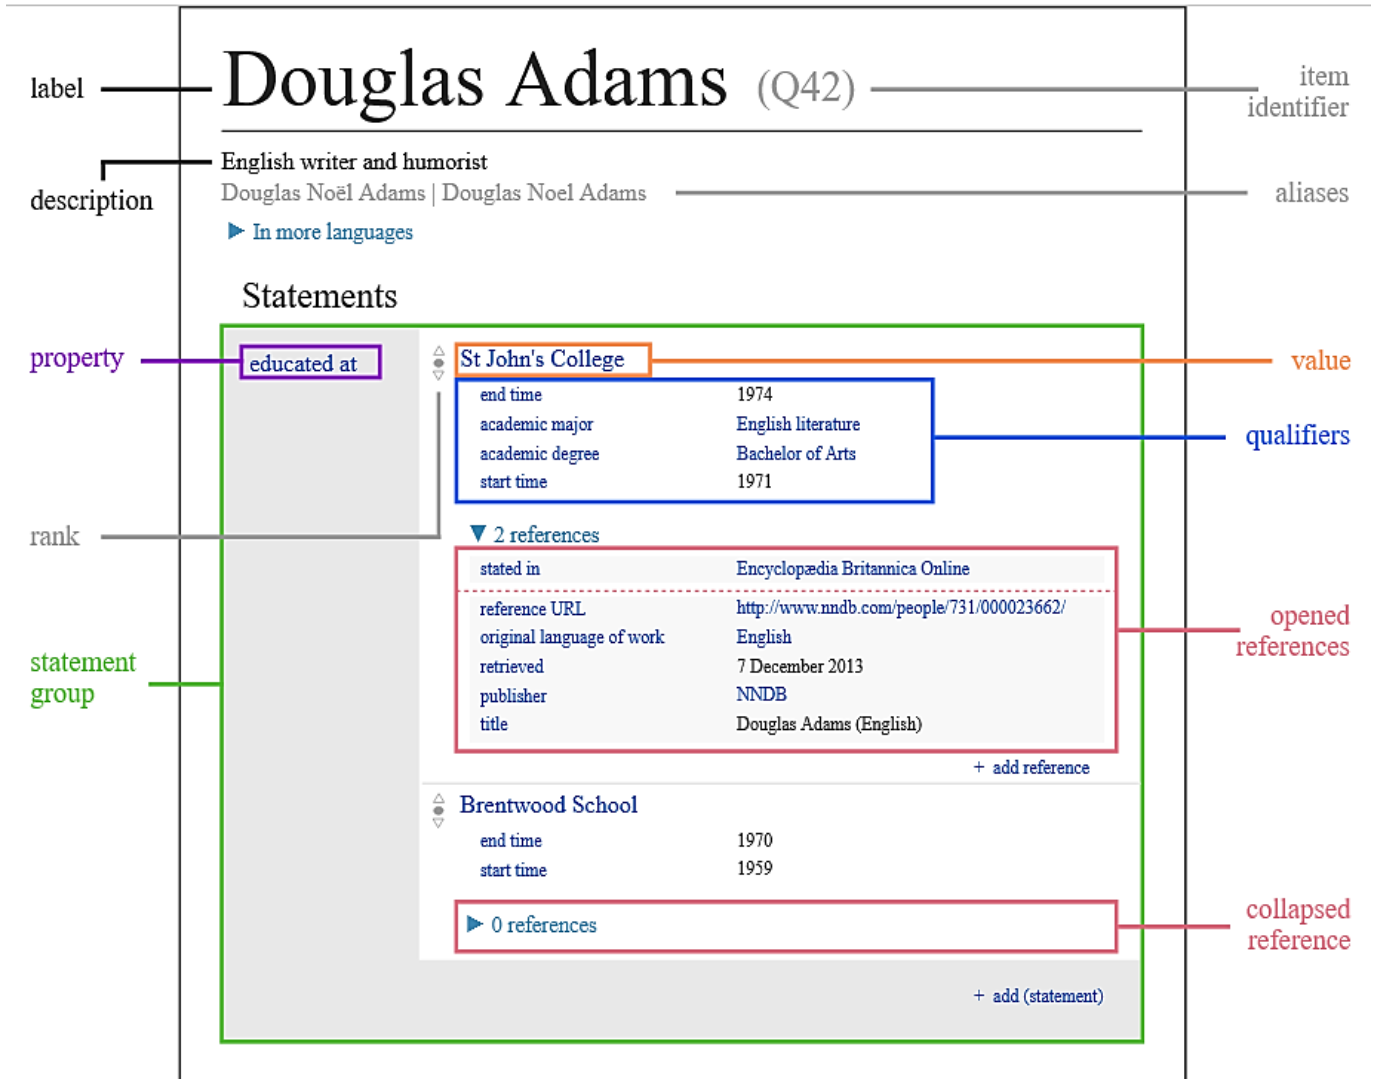 label
Douglas Adams (Q42)
item
identifier
description
English writer and humorist
Douglas Noël Adams | Douglas Noel Adams
aliases
In more languages
Statements
property
educated at
St John's College
value
end time 1974
academic major English literature
academic degree Bachelor of Arts
start time 1971
qualifiers
rank
2 references
stated in Encyclopædia Britannica Online
reference URL http://www.nndb.com/people/731/000023662/
original language of work English
retrieved 7 December 2013
publisher NNDB
title Douglas Adams (English)
opened
references
statement
group
+ add reference
Brentwood School
end time 1970
start time 1959
0 references
collapsed
reference
+ add (statement)